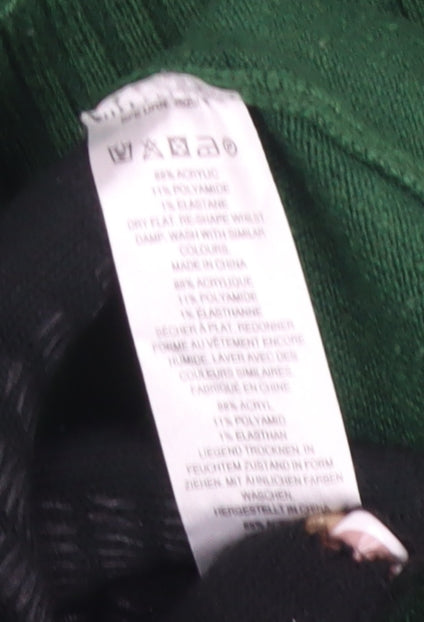 88% ACRYLIC
11% POLYAMIDE
1% ELASTANE
DRY FLAT. RE-SHAPE WHILST
DAMP. WASH WITH SIMILAR
COLOURS.
MADE IN CHINA
88% ACRYLIQUE
11% POLYAMIDE
1% ÉLASTHANNE
SÉCHER À PLAT. REDONNER
FORME AU VÊTEMENT ENCORE
HUMIDE. LAVER AVEC DES
COULEURS SIMILAIRES.
FABRIQUÉ EN CHINE
88% ACRYL
11% POLYAMID
1% ELASTHAN
LIEGEND TROCKNEN. IN
FEUCHTEM ZUSTAND IN FORM
ZIEHEN. MIT ÄHNLICHEN FARBEN
WASCHEN.
HERGESTELLT IN CHINA
88%